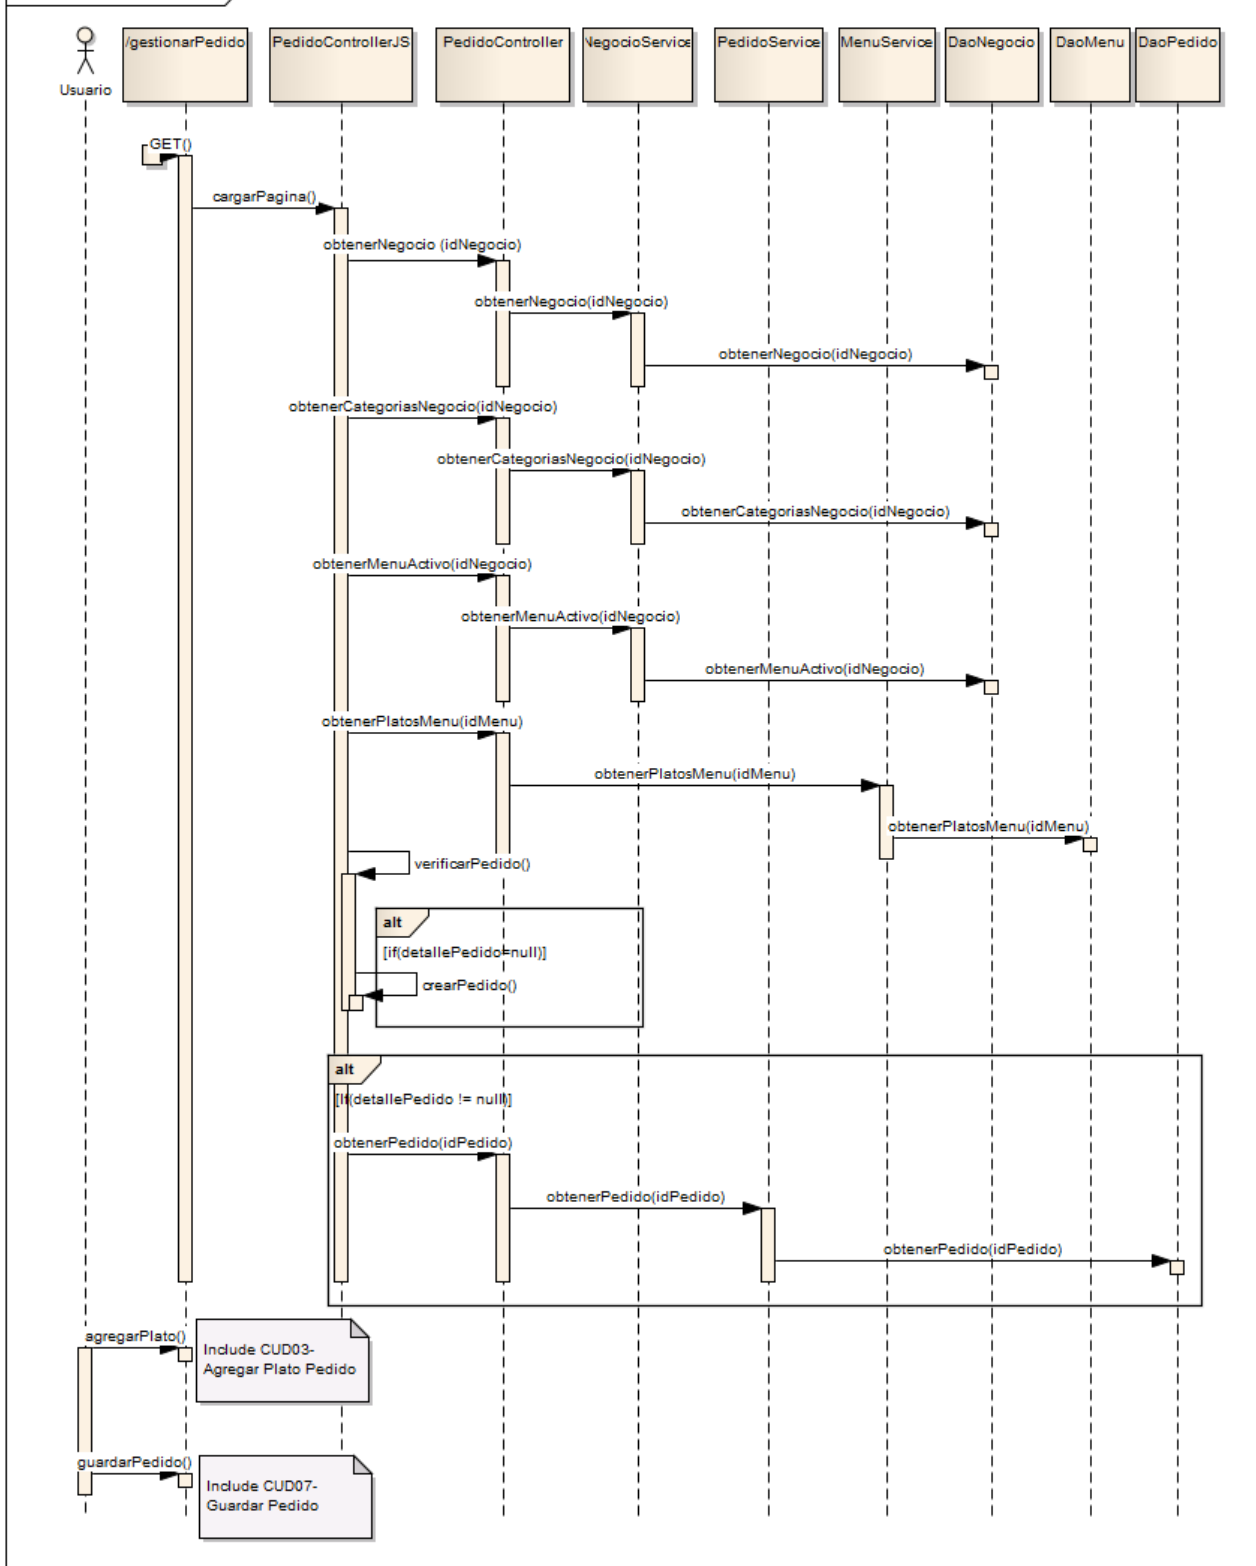 Usuario
/gestionarPedido
PedidoControllerJS
PedidoController
NegocioService
PedidoService
MenuService
DaoNegocio
DaoMenu
DaoPedido
GET()
cargarPagina()
obtenerNegocio (idNegocio)
obtenerNegocio(idNegocio)
obtenerNegocio(idNegocio)
obtenerCategoriasNegocio(idNegocio)
obtenerCategoriasNegocio(idNegocio)
obtenerCategoriasNegocio(idNegocio)
obtenerMenuActivo(idNegocio)
obtenerMenuActivo(idNegocio)
obtenerMenuActivo(idNegocio)
obtenerPlatosMenu(idMenu)
obtenerPlatosMenu(idMenu)
obtenerPlatosMenu(idMenu)
verificarPedido()
alt
[if(detallePedido=null)]
crearPedido()
alt
[If(detallePedido != null)]
obtenerPedido(idPedido)
obtenerPedido(idPedido)
obtenerPedido(idPedido)
agregarPlato()
Include CUD03-
Agregar Plato Pedido
guardarPedido()
Include CUD07-
Guardar Pedido